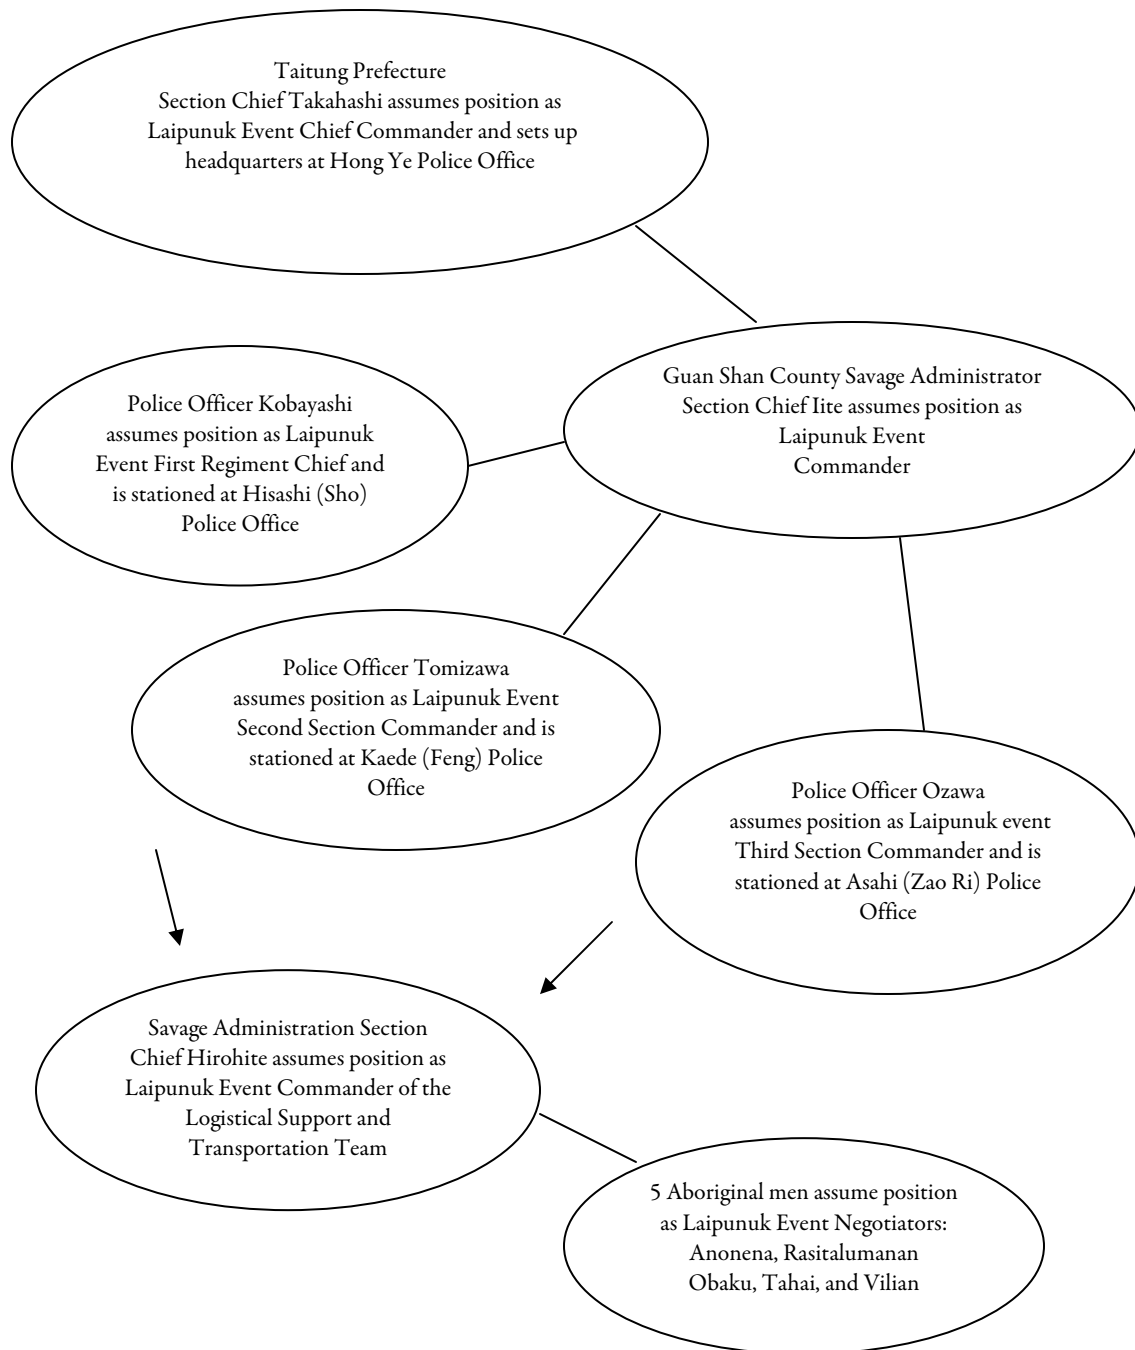 Taitung Prefecture
Section Chief Takahashi assumes position as
Laipunuk Event Chief Commander and sets up
headquarters at Hong Ye Police Office
Guan Shan County Savage Administrator
Section Chief Iite assumes position as
Laipunuk Event
Commander
Police Officer Kobayashi
assumes position as Laipunuk
Event First Regiment Chief and
is stationed at Hisashi (Sho)
Police Office
Police Officer Tomizawa
assumes position as Laipunuk Event
Second Section Commander and is
stationed at Kaede (Feng) Police
Office
Police Officer Ozawa
assumes position as Laipunuk event
Third Section Commander and is
stationed at Asahi (Zao Ri) Police
Office
Savage Administration Section
Chief Hirohite assumes position as
Laipunuk Event Commander of the
Logistical Support and
Transportation Team
5 Aboriginal men assume position
as Laipunuk Event Negotiators:
Anonena, Rasitalumanan
Obaku, Tahai, and Vilian